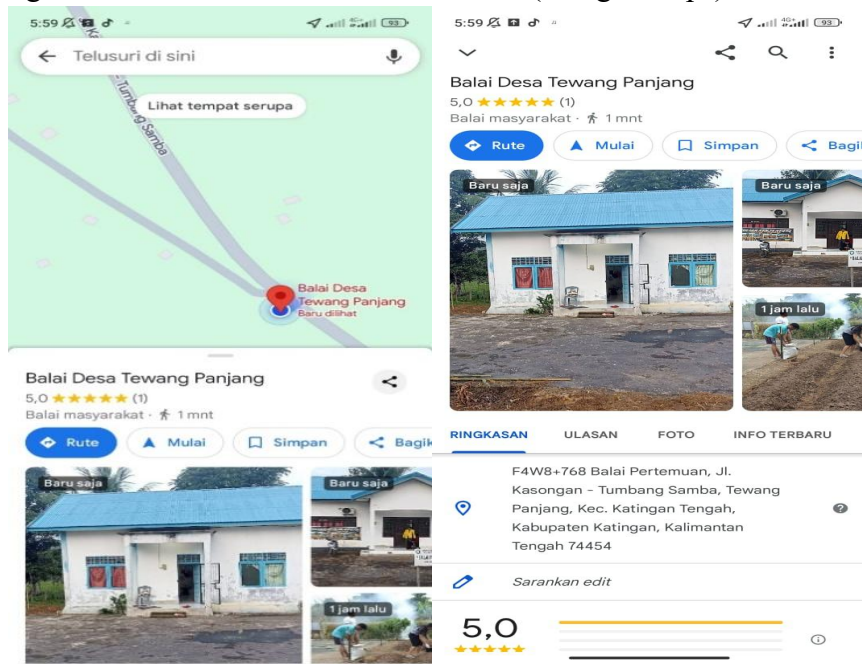 5:59
4G+
93
Telusuri di sini
Lihat tempat serupa
Tumbang Samba
Balai Desa
Tewang Panjang
Baru dilihat
Balai Desa Tewang Panjang
5,0 (1)
Balai masyarakat · 1 mnt
Rute
Mulai
Simpan
Bagik
Baru saja
Baru saja
1 jam lalu
5:59
4G+
93
Balai Desa Tewang Panjang
5,0 (1)
Balai masyarakat · 1 mnt
Rute
Mulai
Simpan
Bagik
Baru saja
Baru saja
1 jam lalu
RINGKASAN ULASAN FOTO INFO TERBARU
F4W8+768 Balai Pertemuan, Jl.
Kasongan - Tumbang Samba, Tewang
Panjang, Kec. Katingan Tengah,
Kabupaten Katingan, Kalimantan
Tengah 74454
Sarankan edit
5,0